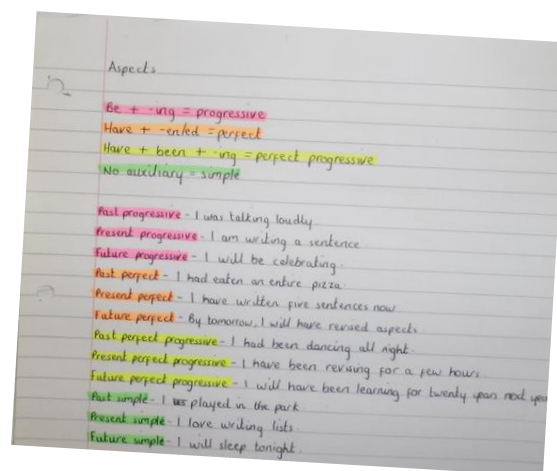 Aspects
Be + -ing = progressive
Have + -en/ed = perfect
Have + been + -ing = perfect progressive
No auxiliary = simple
Past progressive - I was talking loudly
Present progressive - I am writing a sentence.
Future progressive - I will be celebrating.
Past perfect - I had eaten an entire pizza
Present perfect - I have written five sentences now
Future perfect - By tomorrow, I will have revised aspects.
Past perfect progressive - I had been dancing all night.
Present perfect progressive - I have been revising for a few hours
Future perfect progressive - I will have been learning for twenty years next year
Past simple - I played in the park
Present simple - I love writing lists.
Future simple - I will sleep tonight.